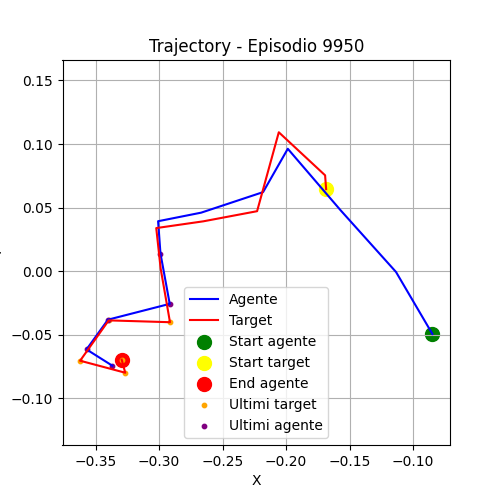 Trajectory - Episodio 9950
0.15
0.10
0.05
0.00
−0.05
−0.10
Agente
Target
Start agente
Start target
End agente
Ultimi target
Ultimi agente
−0.35 −0.30 −0.25 −0.20 −0.15 −0.10
X